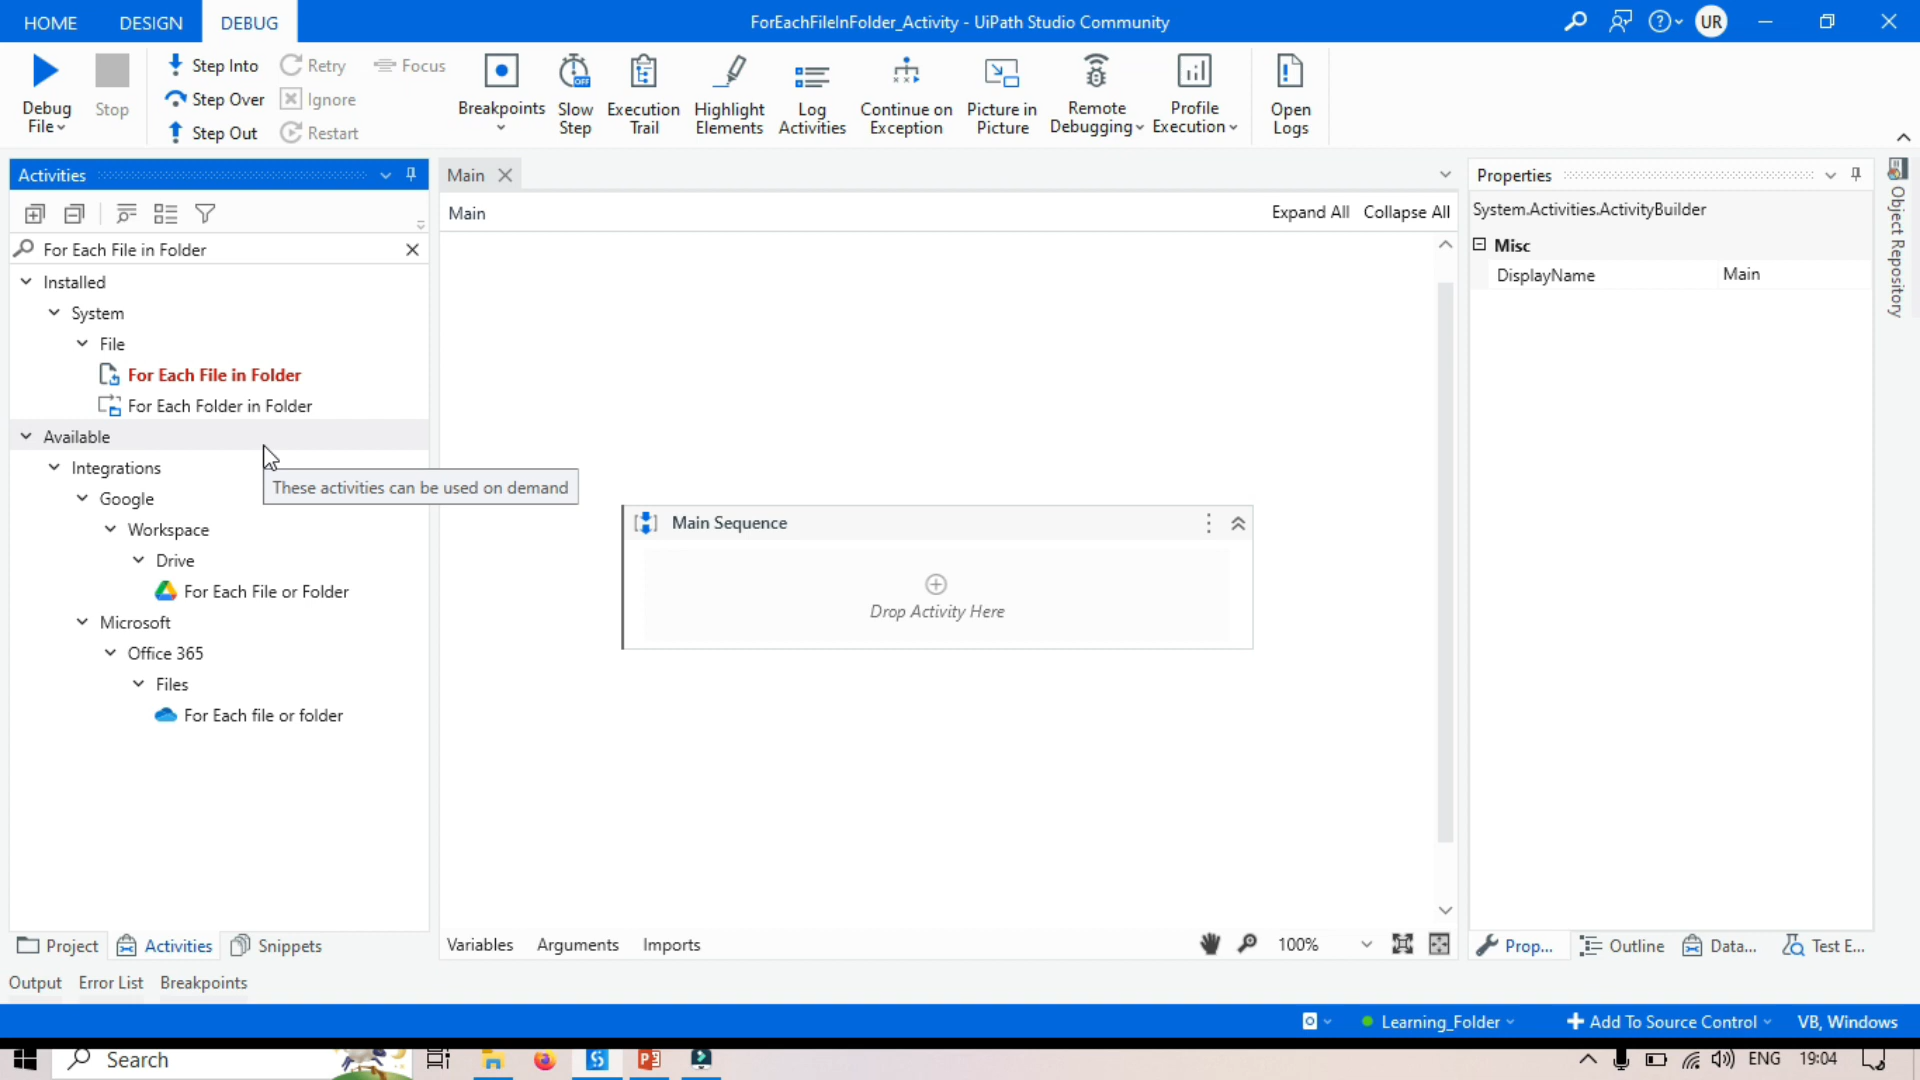 HOME DESIGN DEBUG ForEachFileInFolder_Activity - UiPath Studio Community UR
Debug File
Stop
Step Into
Step Over
Step Out
Retry
Ignore
Restart
Focus
Breakpoints
Slow Step
Execution Trail
Highlight Elements
Log Activities
Continue on Exception
Picture in Picture
Remote Debugging
Profile Execution
Open Logs
Activities
For Each File in Folder
Installed
System
File
For Each File in Folder
For Each Folder in Folder
Available
Integrations
These activities can be used on demand
Google
Workspace
Drive
For Each File or Folder
Microsoft
Office 365
Files
For Each file or folder
Project Activities Snippets
Main
Main Expand All Collapse All
Main Sequence
Drop Activity Here
Variables Arguments Imports 100%
Properties
System.Activities.ActivityBuilder
Misc
DisplayName Main
Object Repository
Prop... Outline Data... Test E...
Output Error List Breakpoints
Learning_Folder Add To Source Control VB, Windows
Search ENG 19:04